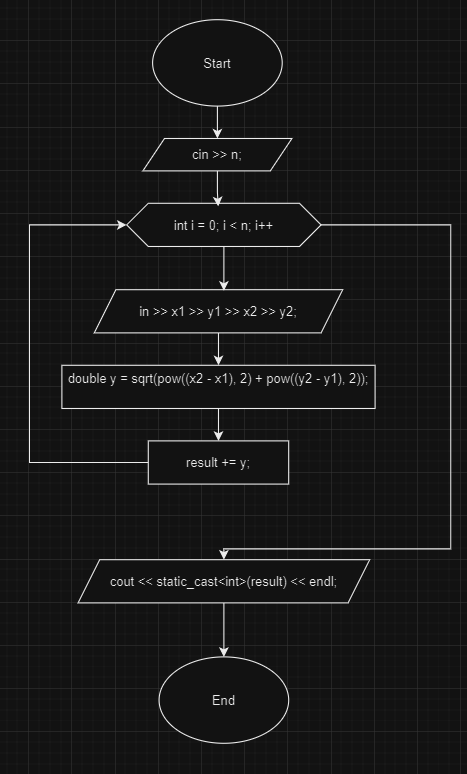 Start
cin >> n;
int i = 0; i < n; i++
in >> x1 >> y1 >> x2 >> y2;
double y = sqrt(pow((x2 - x1), 2) + pow((y2 - y1), 2));
result += y;
cout << static_cast<int>(result) << endl;
End